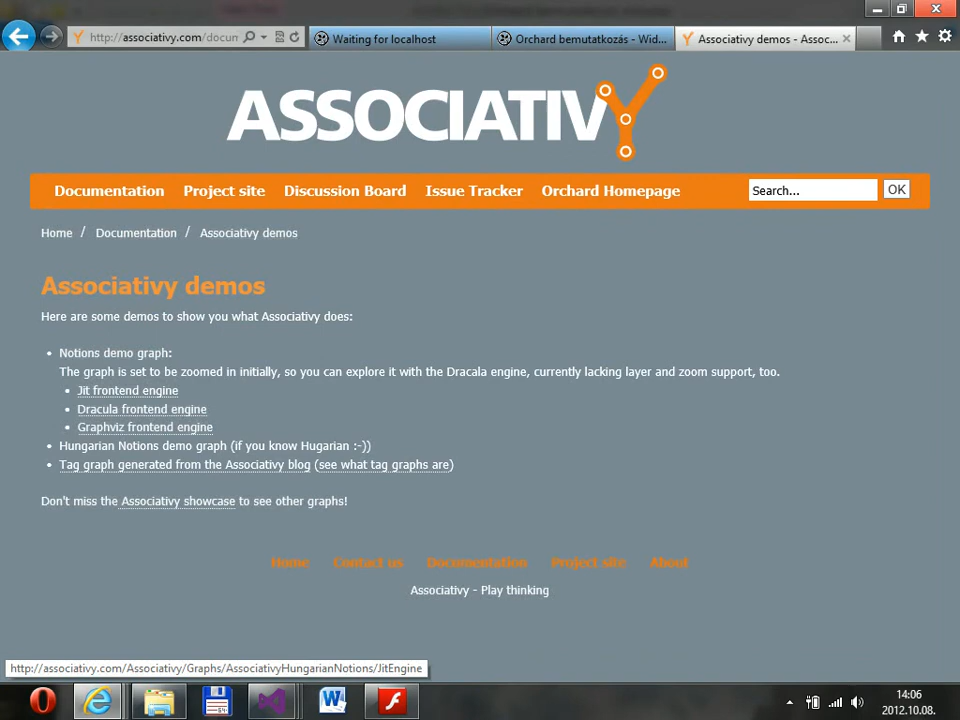 http://associativy.com/docum
Waiting for localhost
Orchard bemutatkozás - Wid...
Associativy demos - Assoc...
ASSOCIATIVY
Documentation Project site Discussion Board Issue Tracker Orchard Homepage Search... OK
Home / Documentation / Associativy demos
Associativy demos
Here are some demos to show you what Associativy does:
• Notions demo graph:
The graph is set to be zoomed in initially, so you can explore it with the Dracala engine, currently lacking layer and zoom support, too.
• Jit frontend engine
• Dracula frontend engine
• Graphviz frontend engine
• Hungarian Notions demo graph (if you know Hugarian :-))
• Tag graph generated from the Associativy blog (see what tag graphs are)
Don't miss the Associativy showcase to see other graphs!
Home Contact us Documentation Project site About
Associativy - Play thinking
http://associativy.com/Associativy/Graphs/AssociativyHungarianNotions/JitEngine
14:06
2012.10.08.